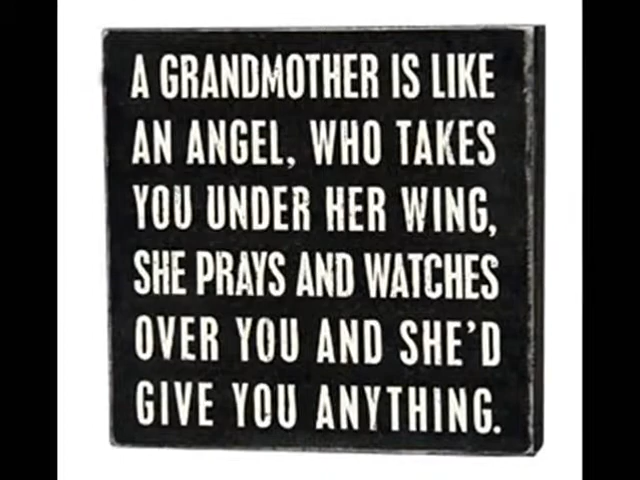 A GRANDMOTHER IS LIKE
AN ANGEL, WHO TAKES
YOU UNDER HER WING,
SHE PRAYS AND WATCHES
OVER YOU AND SHE'D
GIVE YOU ANYTHING.